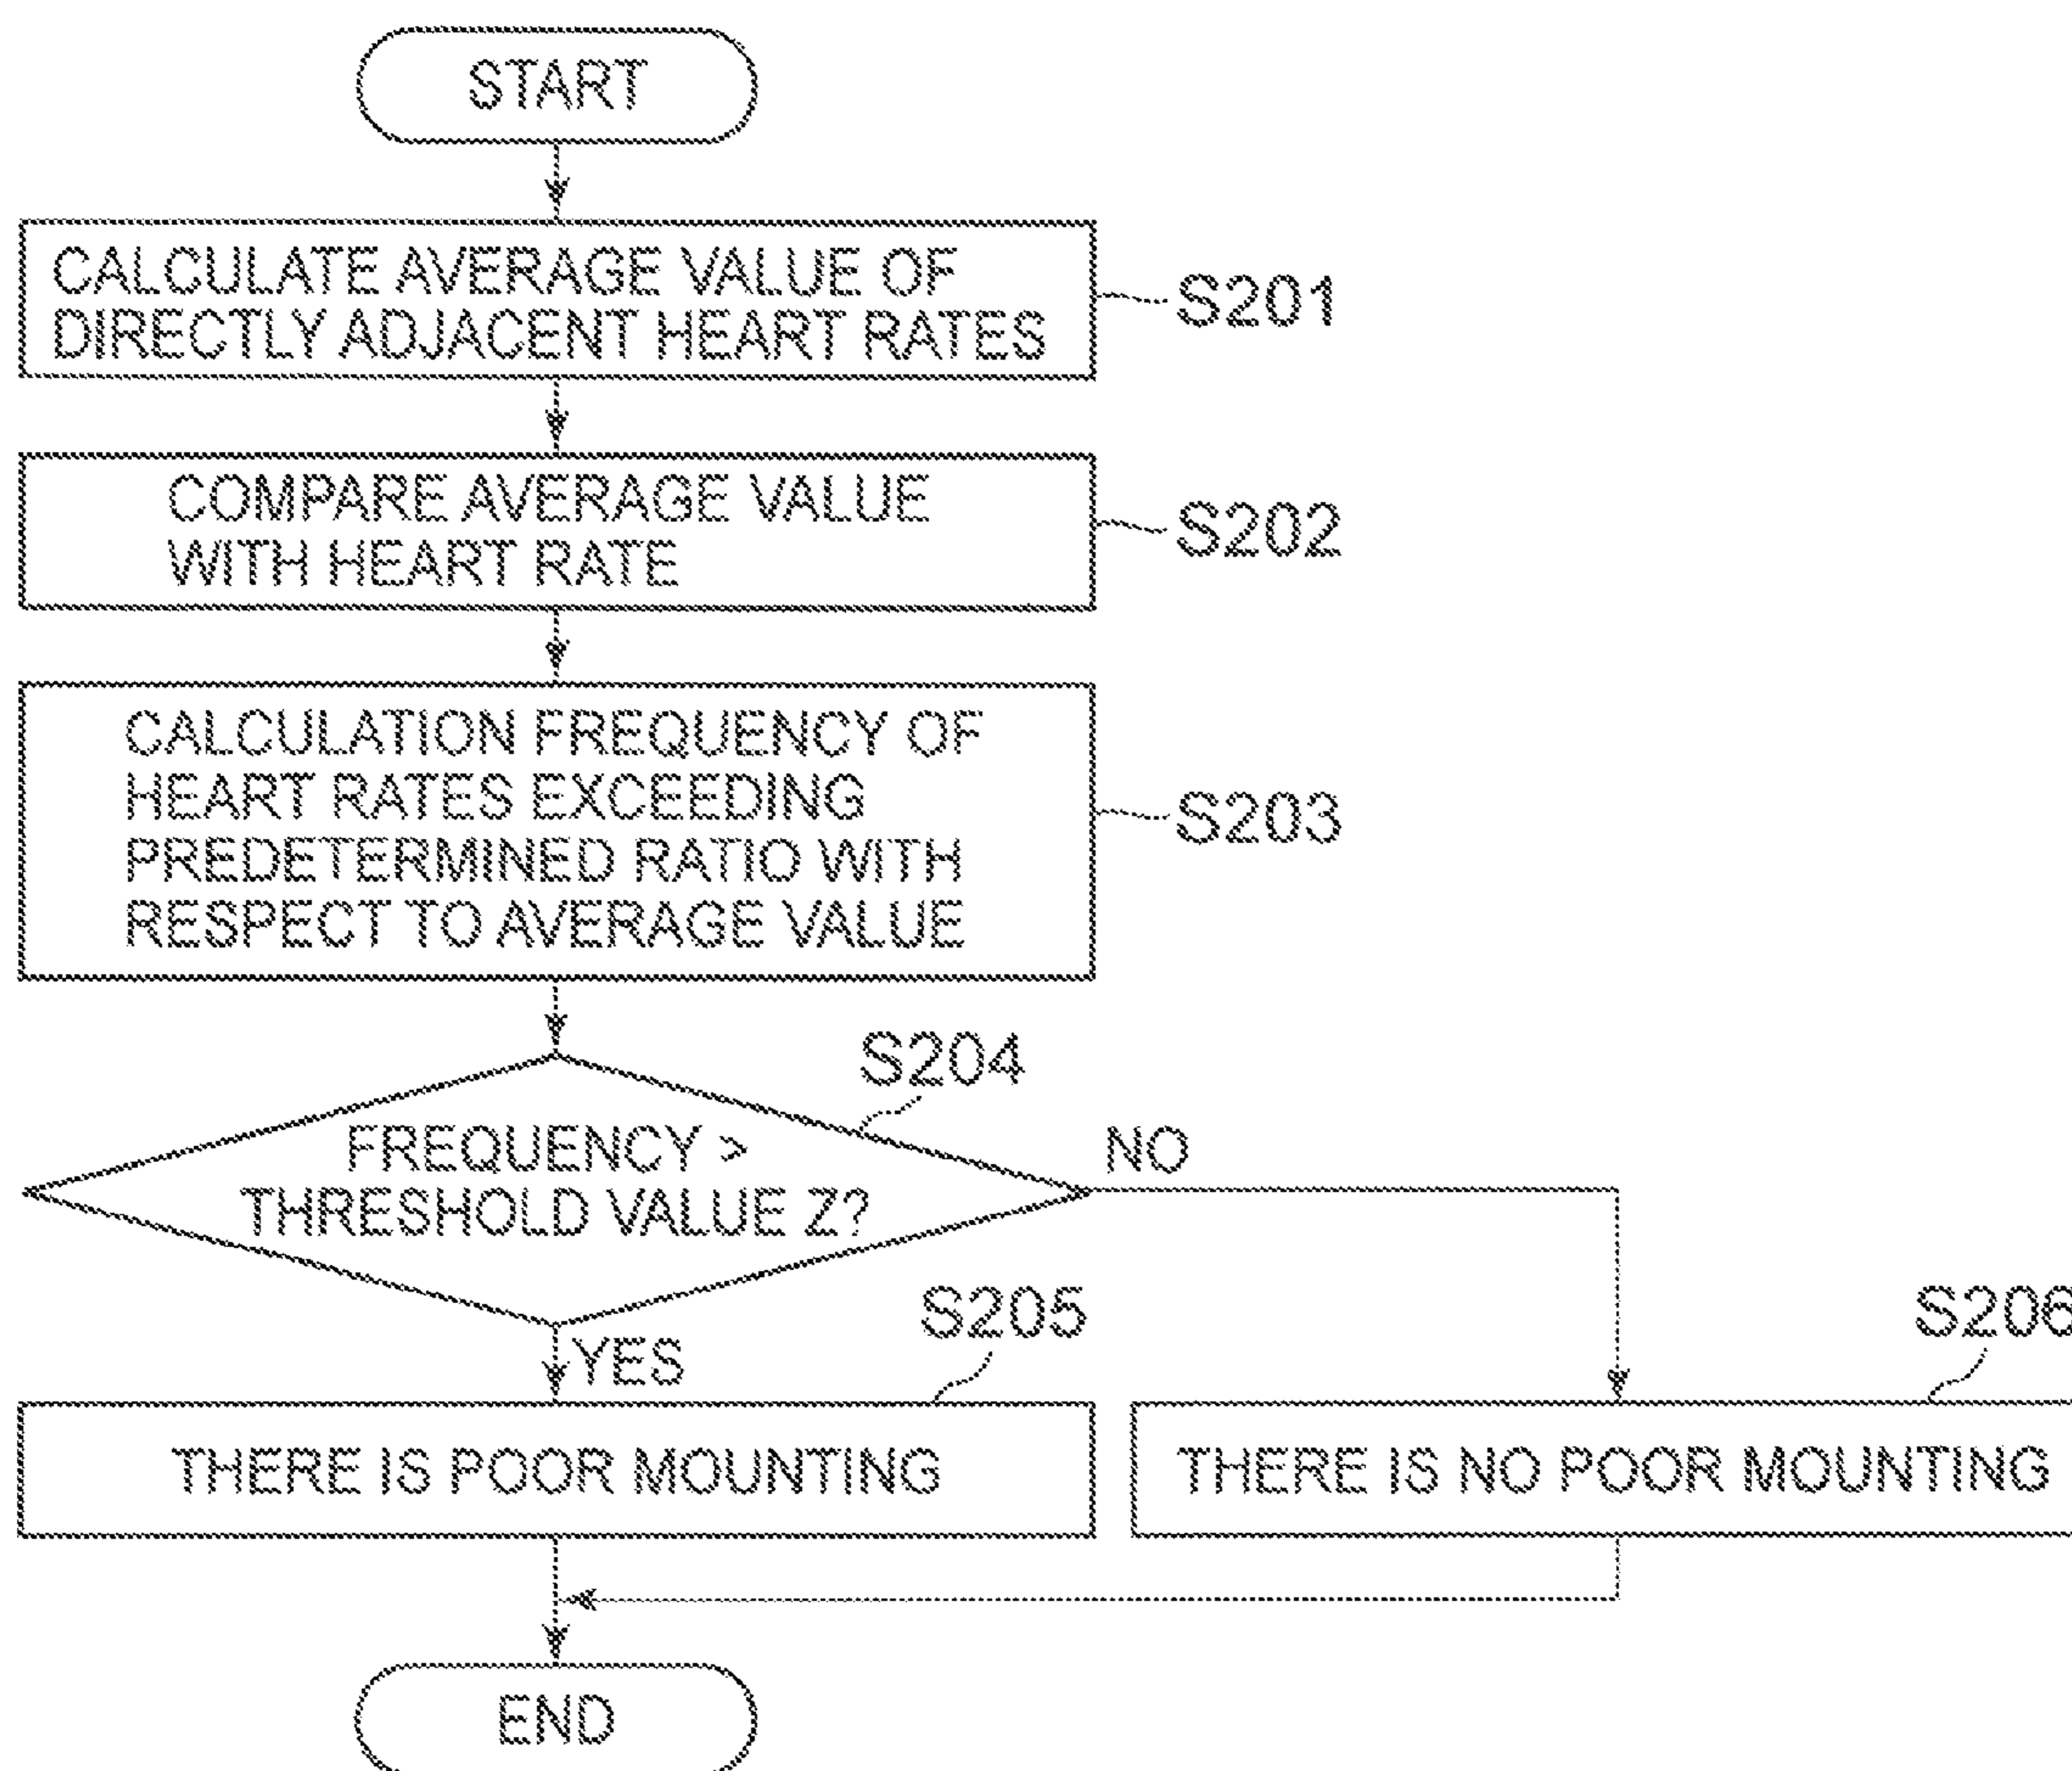 START
CALCULATE AVERAGE VALUE OF
DIRECTLY ADJACENT HEART RATES
S201
COMPARE AVERAGE VALUE
WITH HEART RATE
S202
CALCULATION FREQUENCY OF
HEART RATES EXCEEDING
PREDETERMINED RATIO WITH
RESPECT TO AVERAGE VALUE
S203
S204
FREQUENCY >
THRESHOLD VALUE Z?
NO
YES
S205
THERE IS POOR MOUNTING
S206
THERE IS NO POOR MOUNTING
END